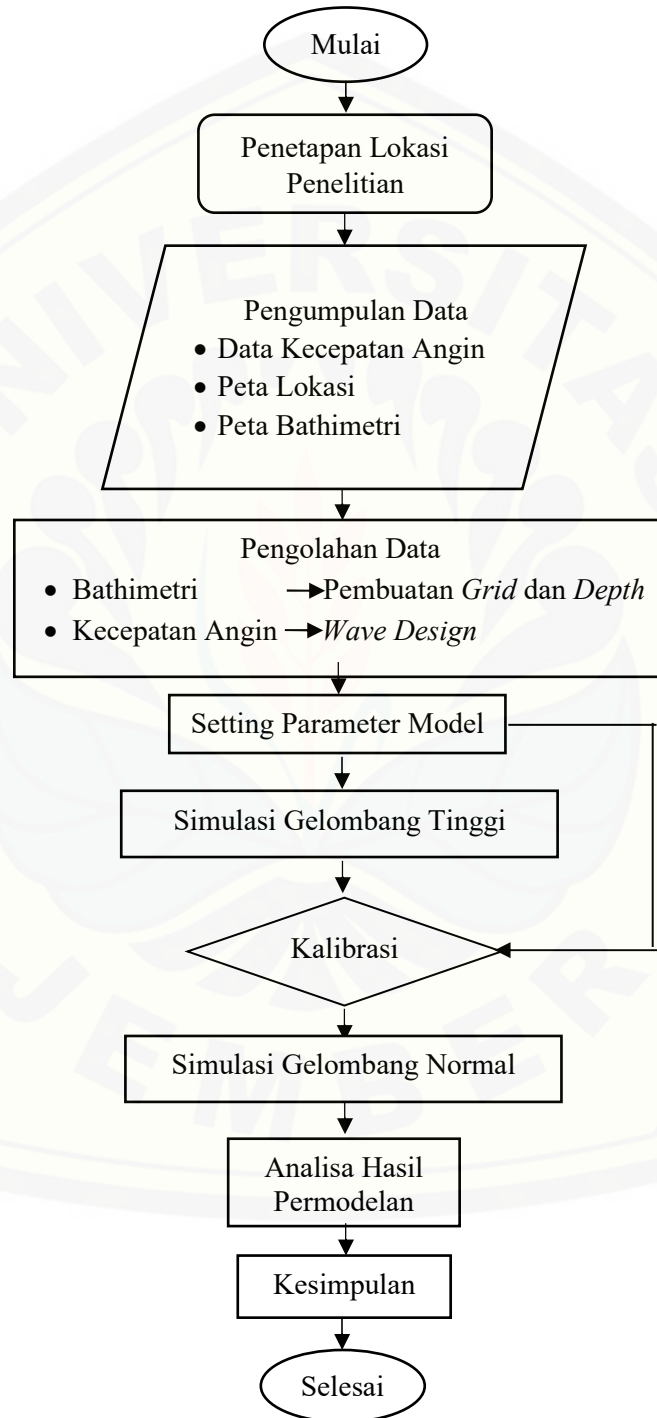 Mulai
Penetapan Lokasi
Penelitian
Pengumpulan Data
• Data Kecepatan Angin
• Peta Lokasi
• Peta Bathimetri
Pengolahan Data
• Bathimetri → Pembuatan Grid dan Depth
• Kecepatan Angin → Wave Design
Setting Parameter Model
Simulasi Gelombang Tinggi
Kalibrasi
Simulasi Gelombang Normal
Analisa Hasil
Permodelan
Kesimpulan
Selesai
UNIVERSITAS
JEMBER